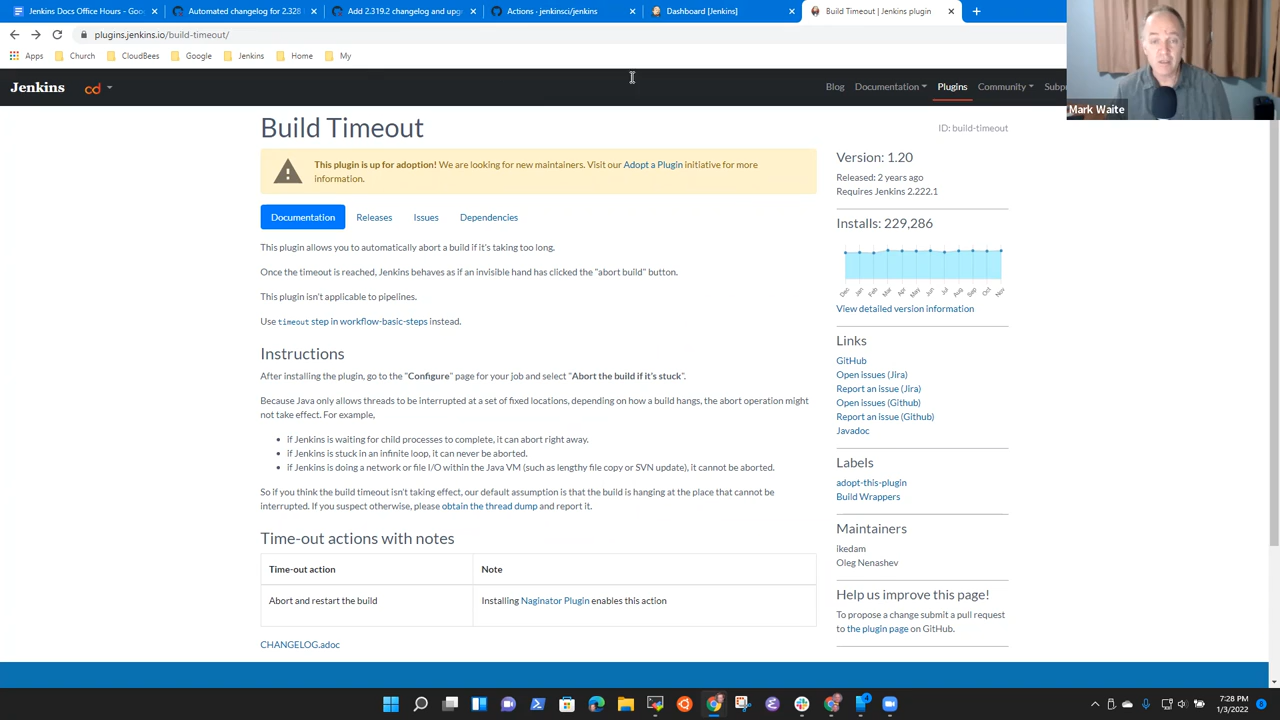 Jenkins Docs Office Hours - Goo
Automated changelog for 2.328
Add 2.319.2 changelog and upg
Actions · jenkinsci/jenkins
Dashboard [Jenkins]
Build Timeout | Jenkins plugin
plugins.jenkins.io/build-timeout/
Apps
Church
CloudBees
Google
Jenkins
Home
My
Jenkins
cd
Blog
Documentation
Plugins
Community
Subp
Mark Waite
Build Timeout
ID: build-timeout
This plugin is up for adoption! We are looking for new maintainers. Visit our Adopt a Plugin initiative for more
information.
Documentation
Releases
Issues
Dependencies
This plugin allows you to automatically abort a build if it's taking too long.
Once the timeout is reached, Jenkins behaves as if an invisible hand has clicked the "abort build" button.
This plugin isn't applicable to pipelines.
Use timeout step in workflow-basic-steps instead.
Instructions
After installing the plugin, go to the "Configure" page for your job and select "Abort the build if it's stuck".
Because Java only allows threads to be interrupted at a set of fixed locations, depending on how a build hangs, the abort operation might
not take effect. For example,
• if Jenkins is waiting for child processes to complete, it can abort right away.
• if Jenkins is stuck in an infinite loop, it can never be aborted.
• if Jenkins is doing a network or file I/O within the Java VM (such as lengthy file copy or SVN update), it cannot be aborted.
So if you think the build timeout isn't taking effect, our default assumption is that the build is hanging at the place that cannot be
interrupted. If you suspect otherwise, please obtain the thread dump and report it.
Time-out actions with notes
Time-out action
Note
Abort and restart the build
Installing Naginator Plugin enables this action
CHANGELOG.adoc
Version: 1.20
Released: 2 years ago
Requires Jenkins 2.222.1
Installs: 229,286
Dec
Jan
Feb
Mar
Apr
May
Jun
Jul
Aug
Sep
Oct
Nov
View detailed version information
Links
GitHub
Open issues (Jira)
Report an issue (Jira)
Open issues (Github)
Report an issue (Github)
Javadoc
Labels
adopt-this-plugin
Build Wrappers
Maintainers
ikedam
Oleg Nenashev
Help us improve this page!
To propose a change submit a pull request
to the plugin page on GitHub.
7:28 PM
1/3/2022